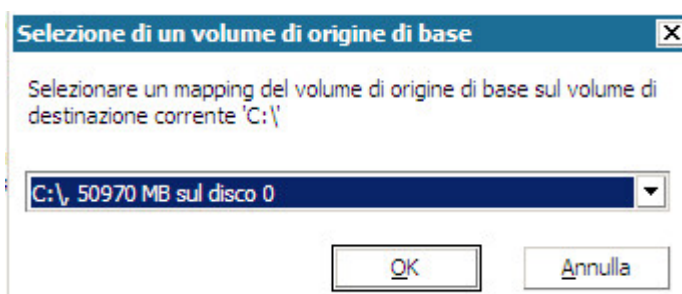 Selezione di un volume di origine di base
Selezionare un mapping del volume di origine di base sul volume di
destinazione corrente 'C:\'
C:\, 50970 MB sul disco 0
OK
Annulla